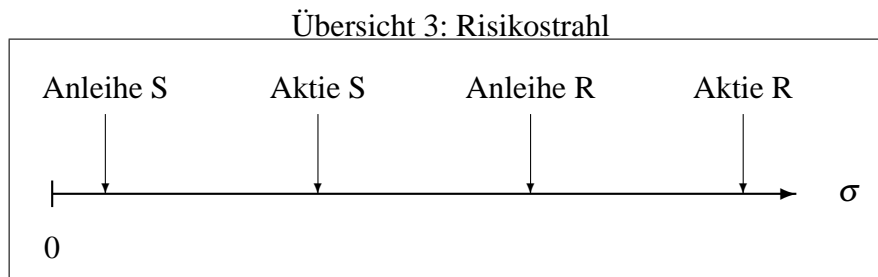 Übersicht 3: Risikostrahl
Anleihe S Aktie S Anleihe R Aktie R
σ
0